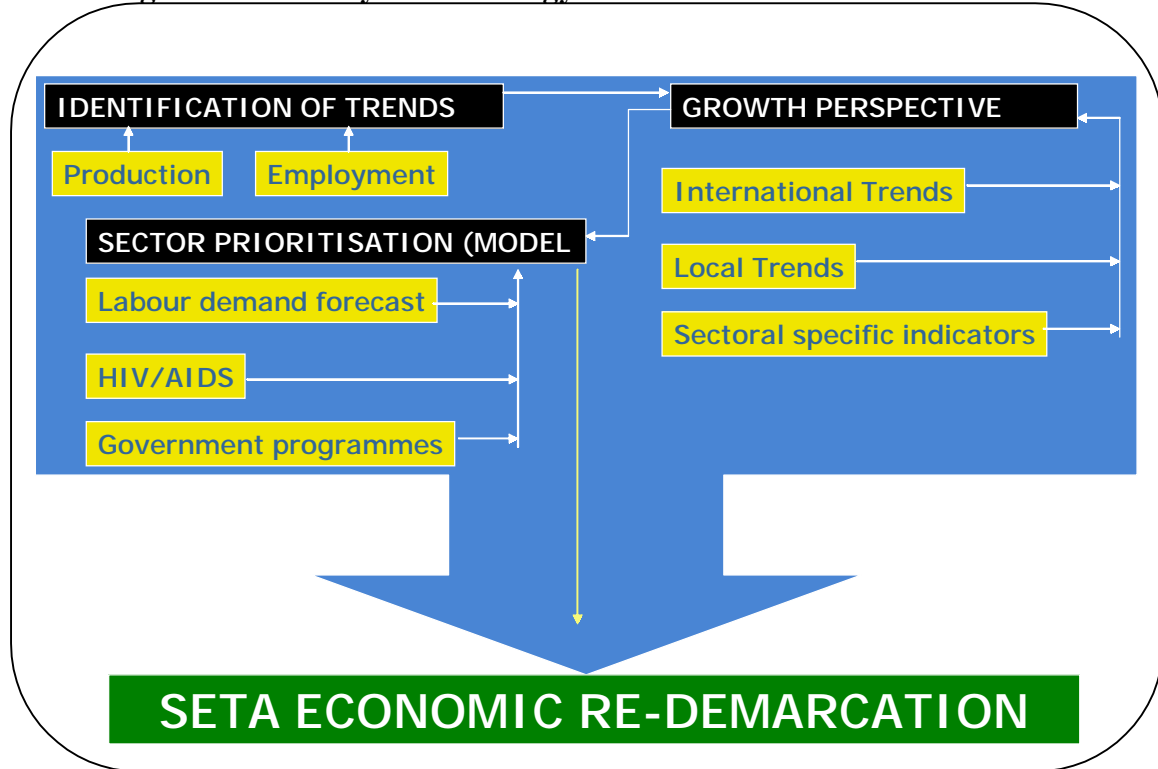 IDENTIFICATION OF TRENDS
GROWTH PERSPECTIVE
Production
Employment
International Trends
SECTOR PRIORITISATION (MODEL
Local Trends
Labour demand forecast
Sectoral specific indicators
HIV/AIDS
Government programmes
SETA ECONOMIC RE-DEMARCATION